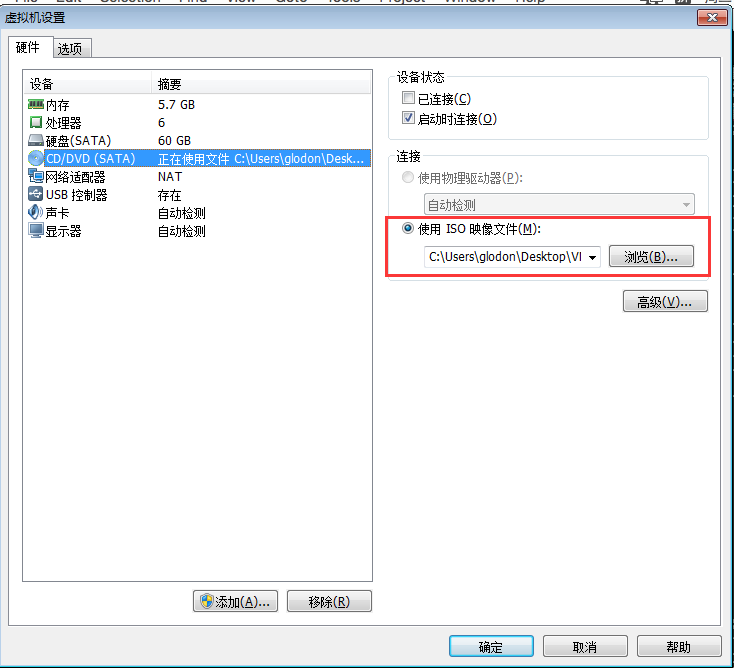 虚拟机设置
硬件 选项
设备 摘要
内存 5.7 GB
处理器 6
硬盘(SATA) 60 GB
CD/DVD (SATA) 正在使用文件 C:\Users\glodon\Desk...
网络适配器 NAT
USB 控制器 存在
声卡 自动检测
显示器 自动检测
添加(A)... 移除(R)
设备状态
已连接(C)
启动时连接(O)
连接
使用物理驱动器(P):
自动检测
使用 ISO 映像文件(M):
C:\Users\glodon\Desktop\VI 浏览(B)...
高级(V)...
确定 取消 帮助